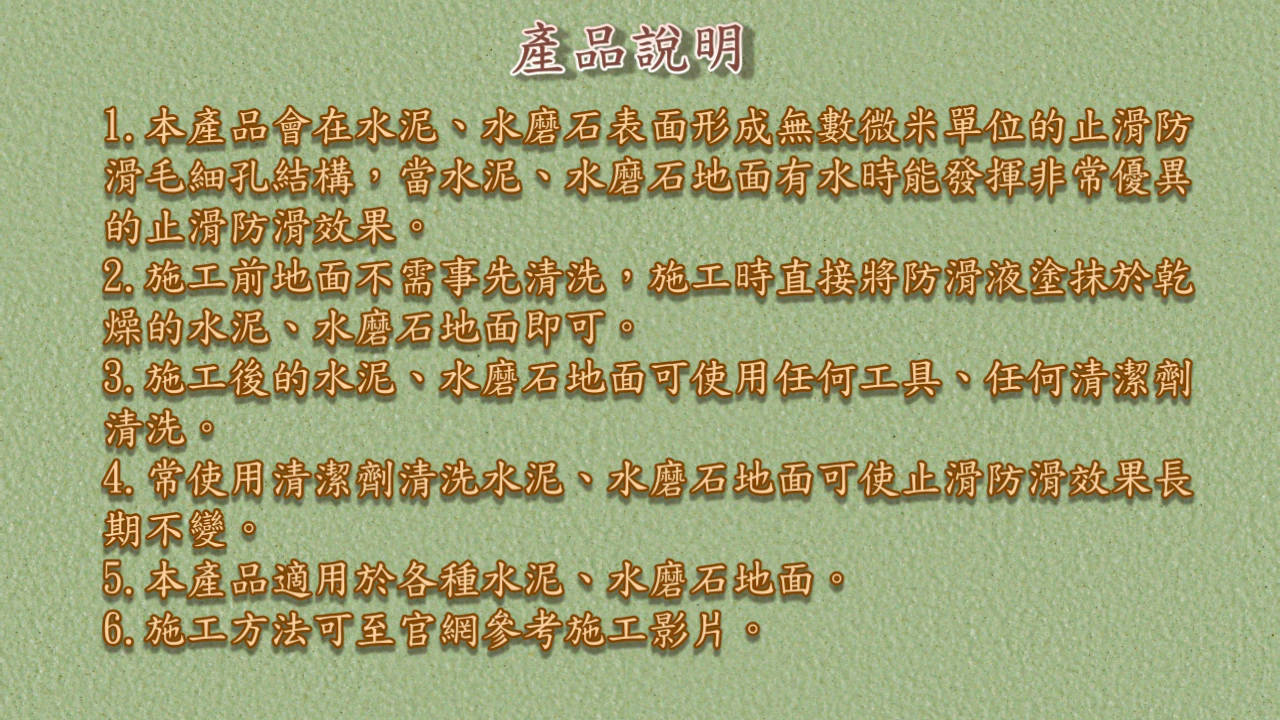 產品說明
1.本產品會在水泥、水磨石表面形成無數微米單位的止滑防
滑毛細孔結構，當水泥、水磨石地面有水時能發揮非常優異
的止滑防滑效果。
2.施工前地面不需事先清洗，施工時直接將防滑液塗抹於乾
燥的水泥、水磨石地面即可。
3.施工後的水泥、水磨石地面可使用任何工具、任何清潔劑
清洗。
4.常使用清潔劑清洗水泥、水磨石地面可使止滑防滑效果長
期不變。
5.本產品適用於各種水泥、水磨石地面。
6.施工方法可至官網參考施工影片。